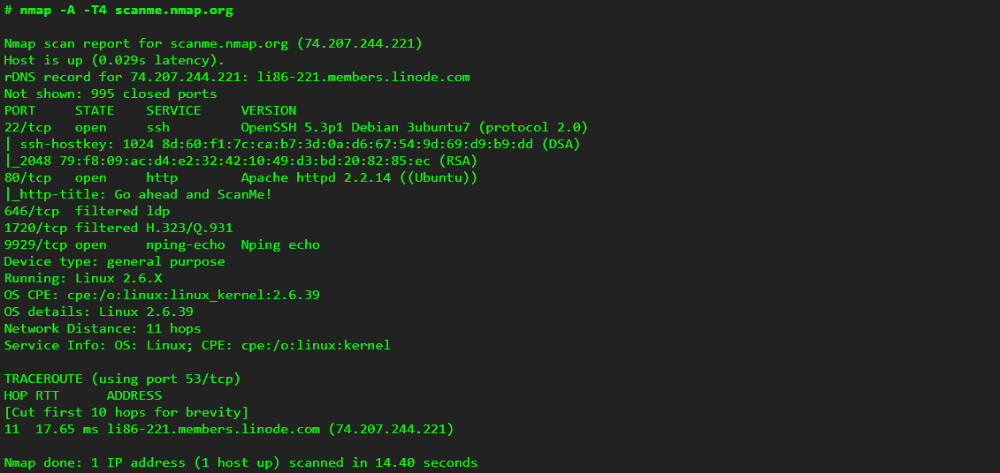 # nmap -A -T4 scanme.nmap.org
Nmap scan report for scanme.nmap.org (74.207.244.221)
Host is up (0.029s latency).
rDNS record for 74.207.244.221: li86-221.members.linode.com
Not shown: 995 closed ports
PORT     STATE    SERVICE     VERSION
22/tcp   open     ssh         OpenSSH 5.3p1 Debian 3ubuntu7 (protocol 2.0)
| ssh-hostkey: 1024 8d:60:f1:7c:ca:b7:3d:0a:d6:67:54:9d:69:d9:b9:dd (DSA)
|_2048 79:f8:09:ac:d4:e2:32:42:10:49:d3:bd:20:82:85:ec (RSA)
80/tcp   open     http        Apache httpd 2.2.14 ((Ubuntu))
|_http-title: Go ahead and ScanMe!
646/tcp  filtered ldp
1720/tcp filtered H.323/Q.931
9929/tcp open     nping-echo  Nping echo
Device type: general purpose
Running: Linux 2.6.X
OS CPE: cpe:/o:linux:linux_kernel:2.6.39
OS details: Linux 2.6.39
Network Distance: 11 hops
Service Info: OS: Linux; CPE: cpe:/o:linux:kernel
TRACEROUTE (using port 53/tcp)
HOP RTT      ADDRESS
[Cut first 10 hops for brevity]
11  17.65 ms li86-221.members.linode.com (74.207.244.221)
Nmap done: 1 IP address (1 host up) scanned in 14.40 seconds